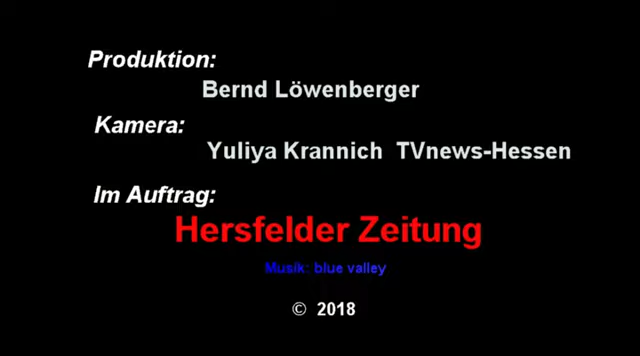 Produktion:
Bernd Löwenberger
Kamera:
Yuliya Krannich  TVnews-Hessen
Im Auftrag:
Hersfelder Zeitung
Musik: blue valley
© 2018